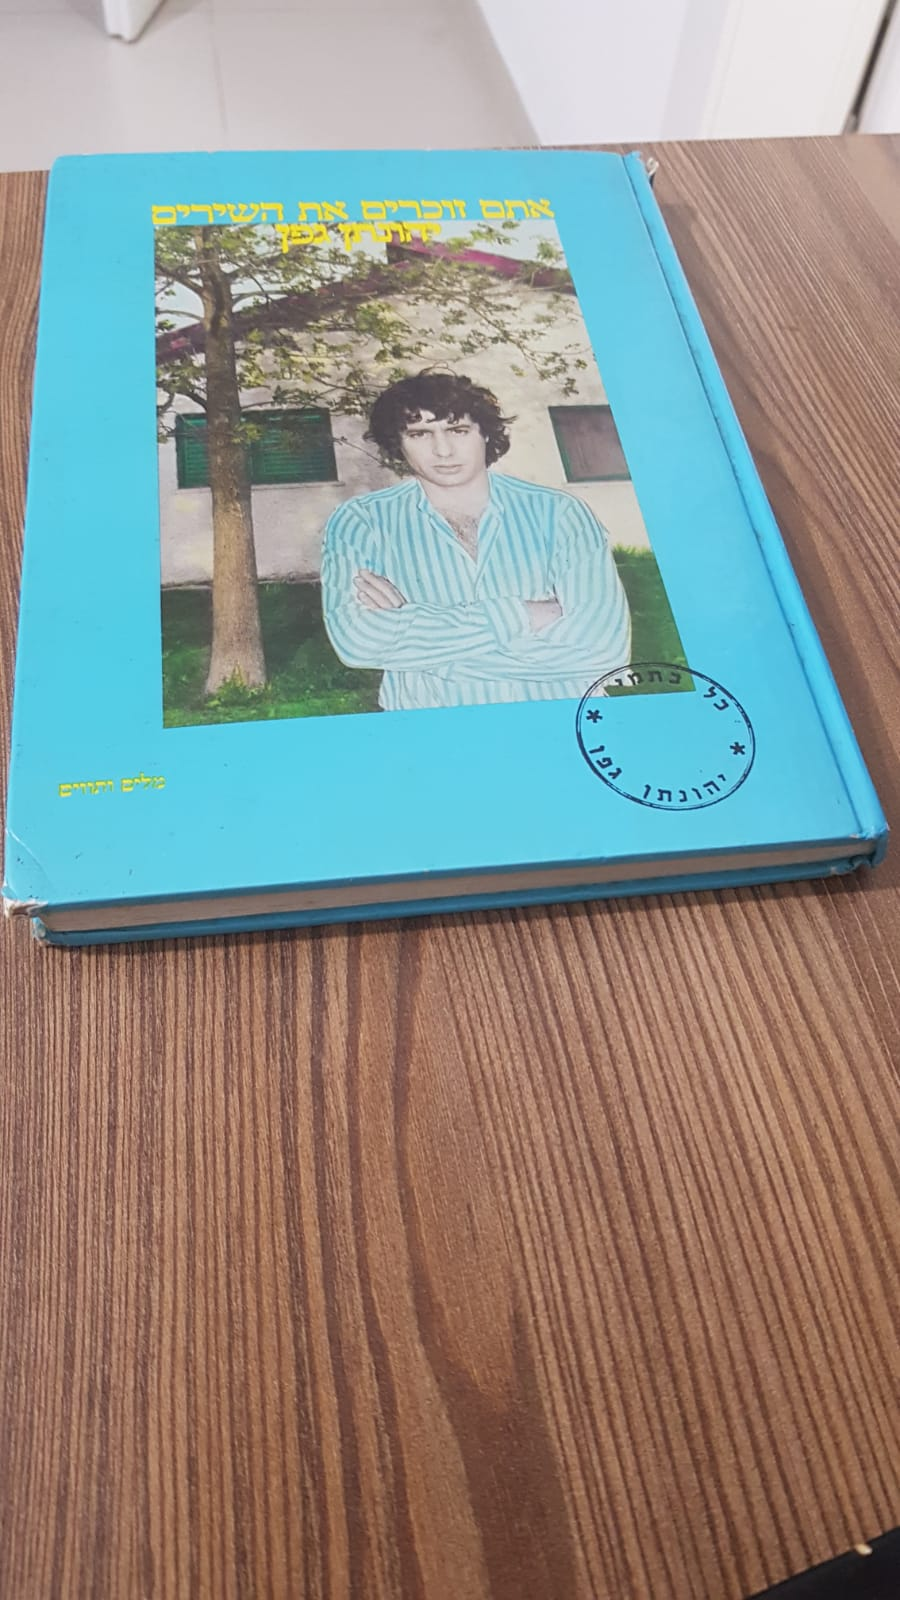 אתם זוכרים את השירים
יהונתן גפן
כל כתמי
יהונתן גפן
מלים ותווים